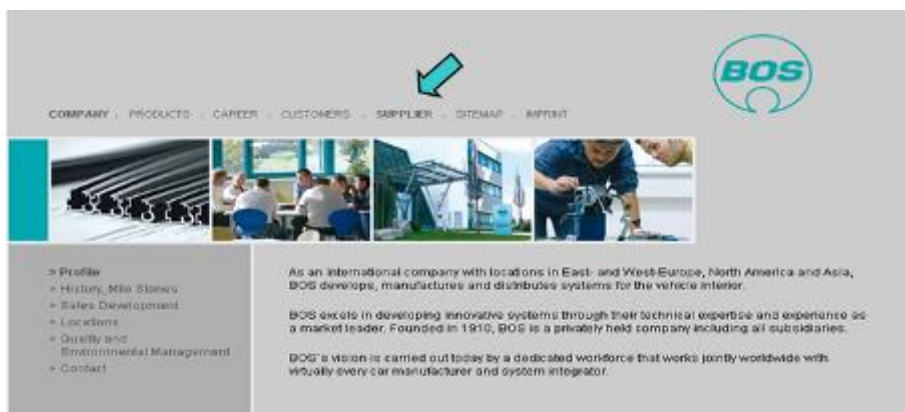 BOS
COMPANY . PRODUCTS . CAREER . CUSTOMERS . SUPPLIER . SITEMAP . IMPRINT
> Profile
> History, Mile Stones
> Sales Development
> Locations
> Quality and
Environmental Management
> Contact
As an international company with locations in East- and West-Europe, North America and Asia,
BOS develops, manufactures and distributes systems for the vehicle interior.
BOS excels in developing innovative systems through their technical expertise and experience as
a market leader. Founded in 1910, BOS is a privately held company including all subsidiaries.
BOS's vision is carried out today by a dedicated workforce that works jointly worldwide with
virtually every car manufacturer and system integrator.